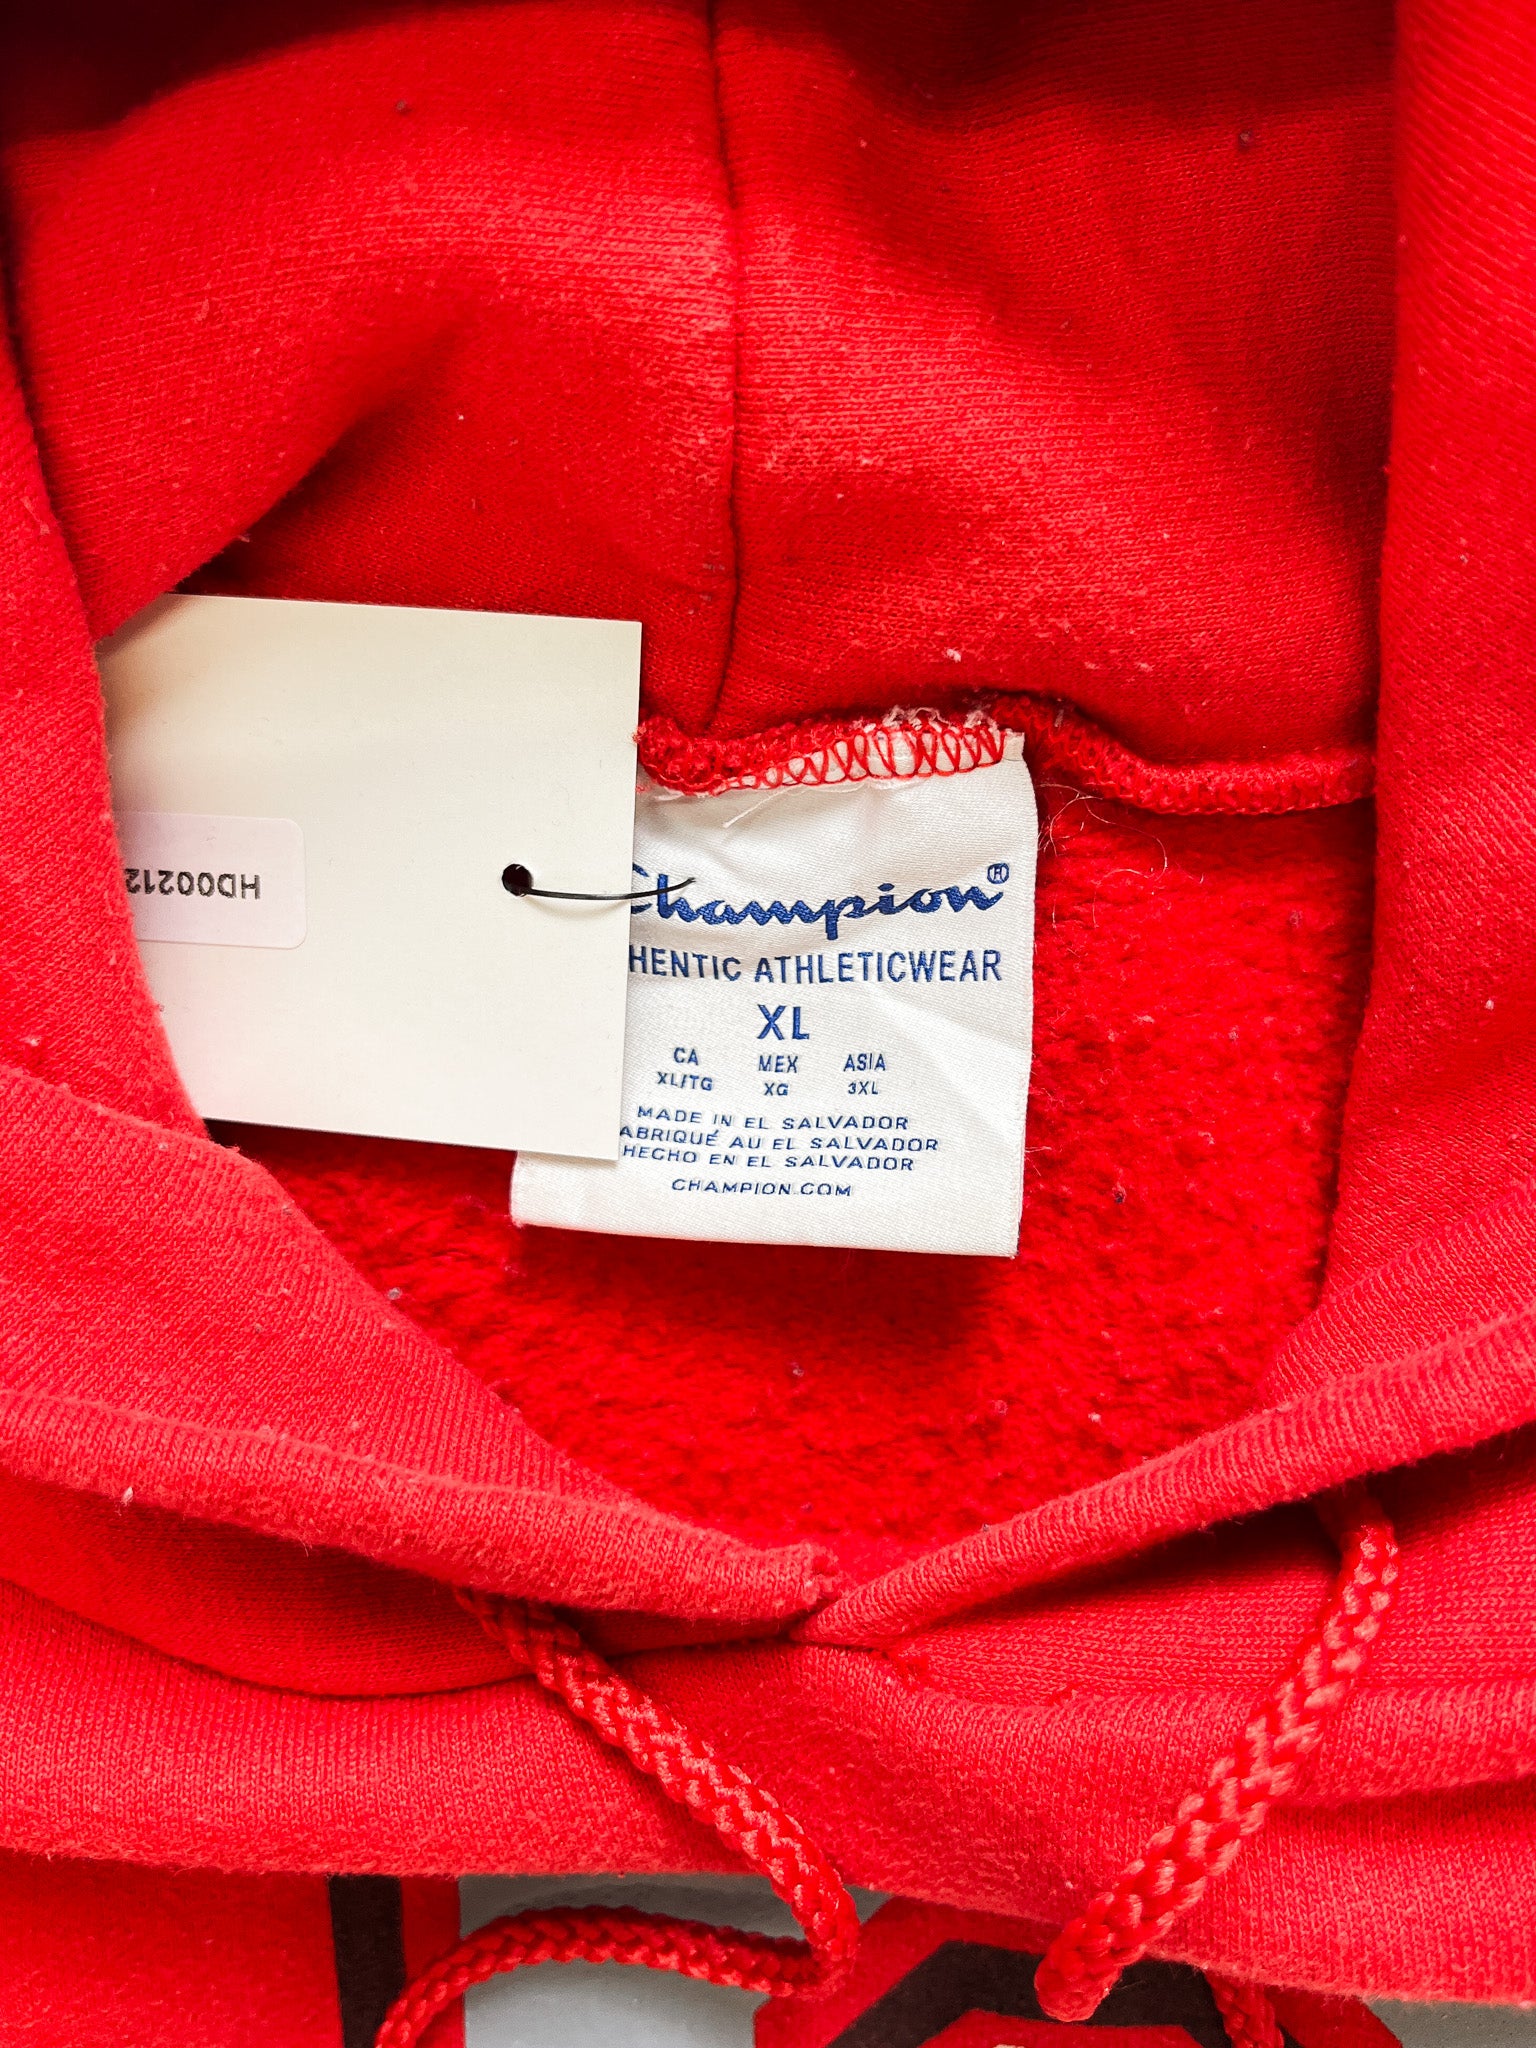 HD00212
Champion®
HENTIC ATHLETICWEAR
XL
CA MEX ASIA
XL/TG XG 3XL
MADE IN EL SALVADOR
ABRIQUÉ AU EL SALVADOR
HECHO EN EL SALVADOR
CHAMPION.COM